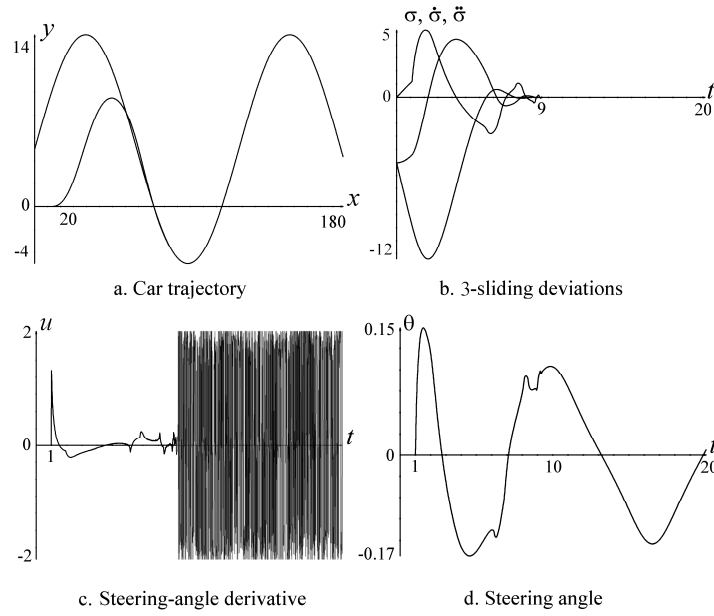 y
14
0
20
x
180
-4
a. Car trajectory
σ, σ̇, σ̈
5
0
t
9
20
-12
b. 3-sliding deviations
u
2
0
1
t
-2
c. Steering-angle derivative
0.15
θ
0
1
10
t
20
-0.17
d. Steering angle